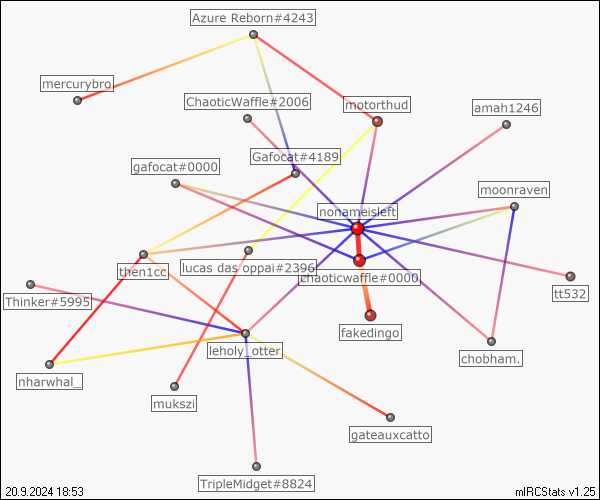 Azure Reborn#4243
mercurybro
ChaoticWaffle#2006
motorthud
amah1246
Gafocat#4189
gafocat#0000
moonraven
nonameisleft
then1cc
lucas das oppai#2396
chaoticwaffle#0000
tt532
Thinker#5995
fakedingo
leholy_otter
chobham.
nharwhal_
mukszi
gateauxcatto
TripleMidget#8824
20.9.2024 18:53
mIRCStats v1.25